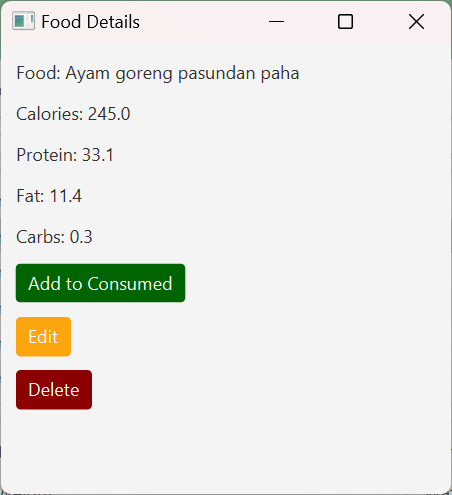 Food Details
Food: Ayam goreng pasundan paha
Calories: 245.0
Protein: 33.1
Fat: 11.4
Carbs: 0.3
Add to Consumed
Edit
Delete